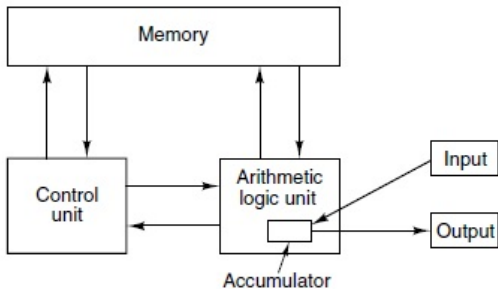 Memory
Control
unit
Arithmetic
logic unit
Input
Output
Accumulator